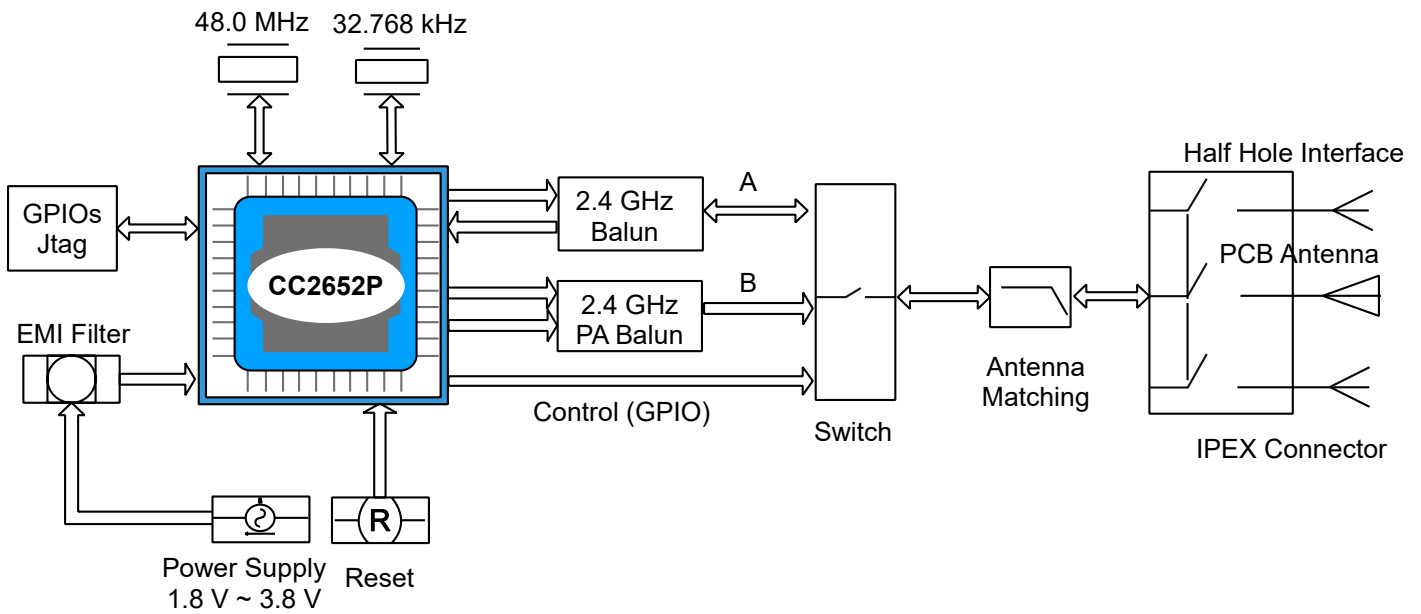 48.0 MHz
32.768 kHz
Half Hole Interface
GPIOs
Jtag
2.4 GHz
Balun
A
PCB Antenna
CC2652P
B
2.4 GHz
PA Balun
EMI Filter
Antenna
Matching
Control (GPIO)
Switch
IPEX Connector
R
Power Supply
1.8 V ~ 3.8 V
Reset